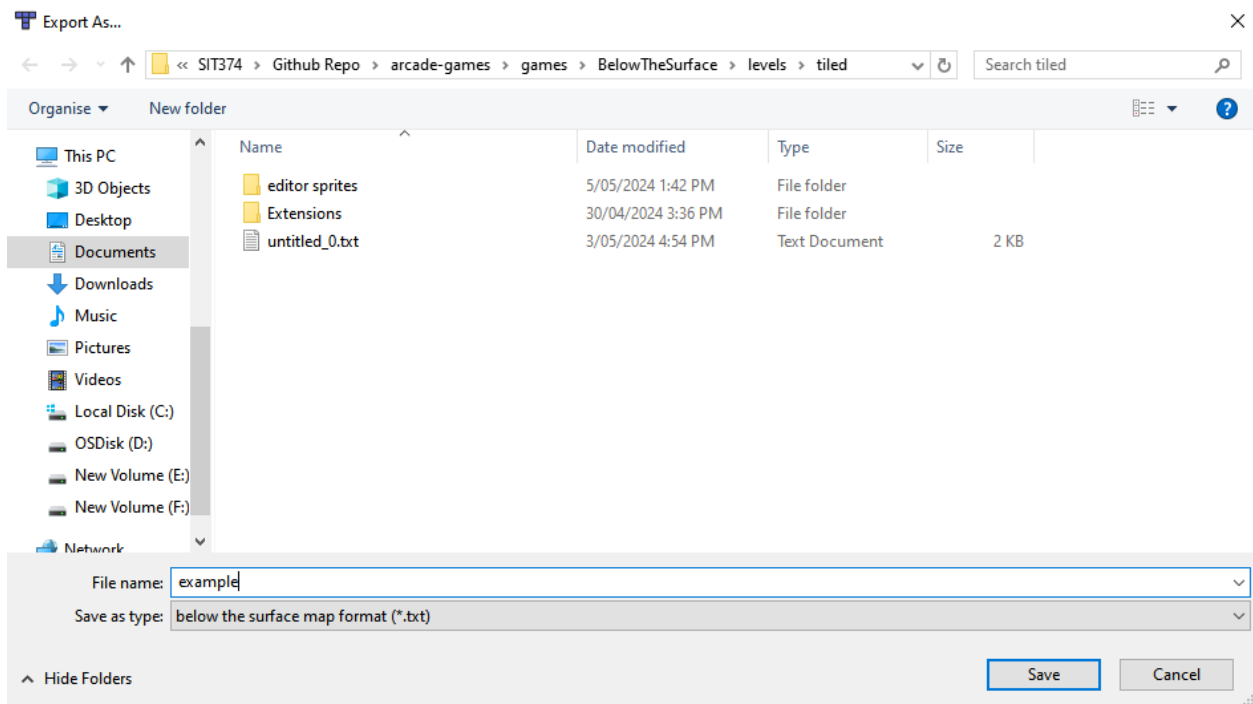 Export As...
« SIT374 > Github Repo > arcade-games > games > BelowTheSurface > levels > tiled
Search tiled
Organise
New folder
?
Name Date modified Type Size
This PC
3D Objects
Desktop
Documents
Downloads
Music
Pictures
Videos
Local Disk (C:)
OSDisk (D:)
New Volume (E:)
New Volume (F:)
Network
editor sprites 5/05/2024 1:42 PM File folder
Extensions 30/04/2024 3:36 PM File folder
untitled_0.txt 3/05/2024 4:54 PM Text Document 2 KB
File name: example
Save as type: below the surface map format (*.txt)
Hide Folders
Save
Cancel